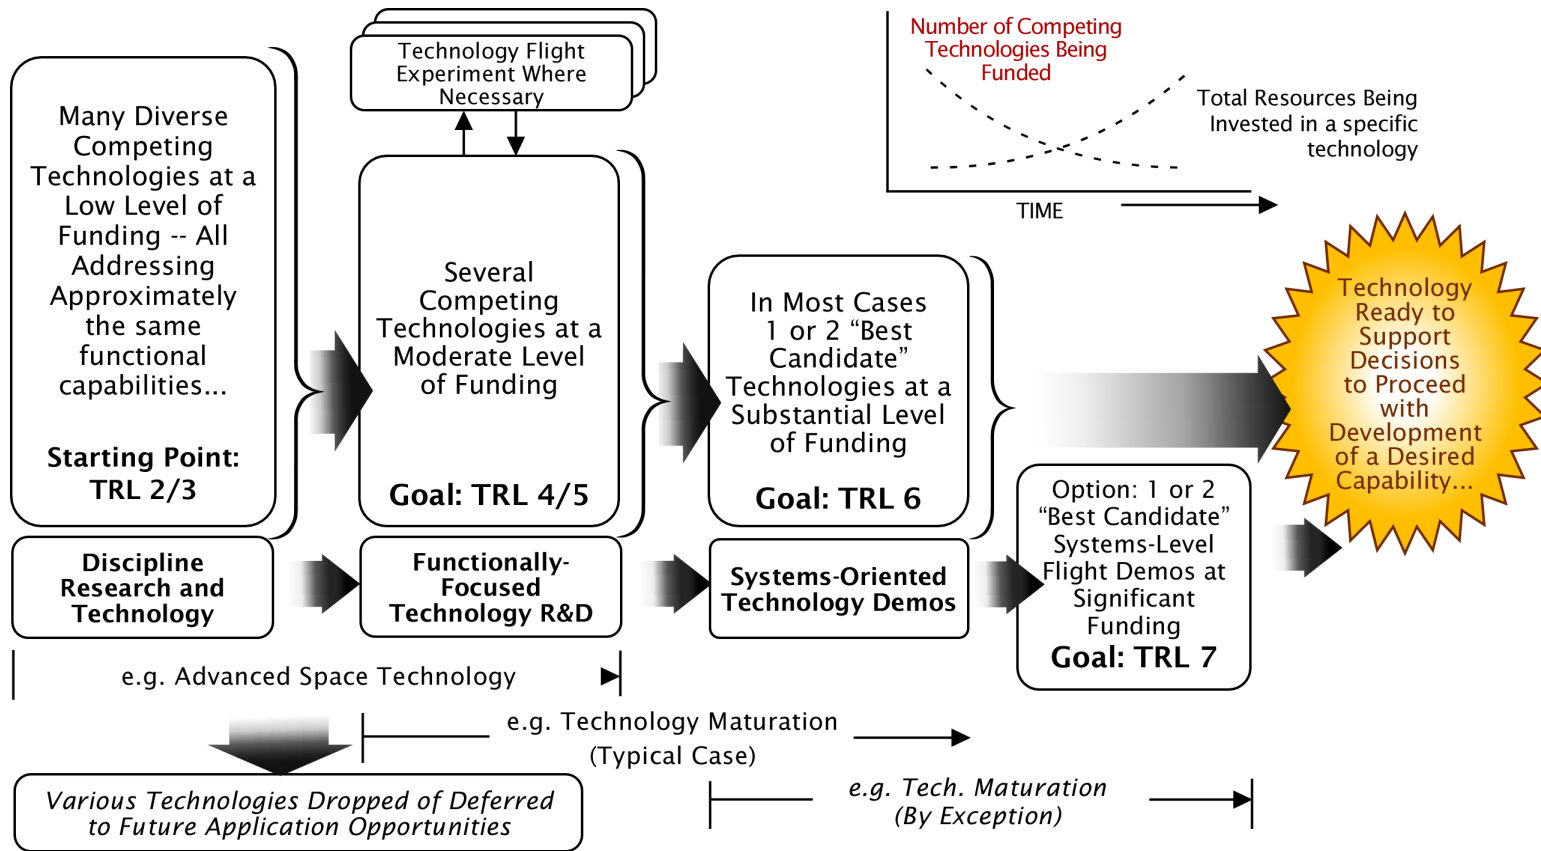 Many Diverse
Competing
Technologies at a
Low Level of
Funding -- All
Addressing
Approximately
the same
functional
capabilities...
Starting Point:
TRL 2/3
Technology Flight
Experiment Where
Necessary
Several
Competing
Technologies at a
Moderate Level
of Funding
Goal: TRL 4/5
In Most Cases
1 or 2 “Best
Candidate”
Technologies at a
Substantial Level
of Funding
Goal: TRL 6
Number of Competing
Technologies Being
Funded
Total Resources Being
Invested in a specific
technology
TIME
Technology
Ready to
Support
Decisions
to Proceed
with
Development
of a Desired
Capability...
Option: 1 or 2
“Best Candidate”
Systems-Level
Flight Demos at
Significant
Funding
Goal: TRL 7
Discipline
Research and
Technology
Functionally-
Focused
Technology R&D
Systems-Oriented
Technology Demos
e.g. Advanced Space Technology
e.g. Technology Maturation
(Typical Case)
e.g. Tech. Maturation
(By Exception)
Various Technologies Dropped of Deferred
to Future Application Opportunities